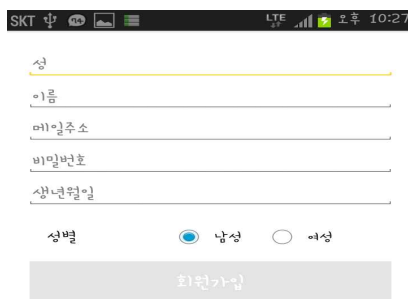 SKT LTE 오후 10:27
성
이름
메일주소
비밀번호
생년월일
성별 남성 여성
회원가입